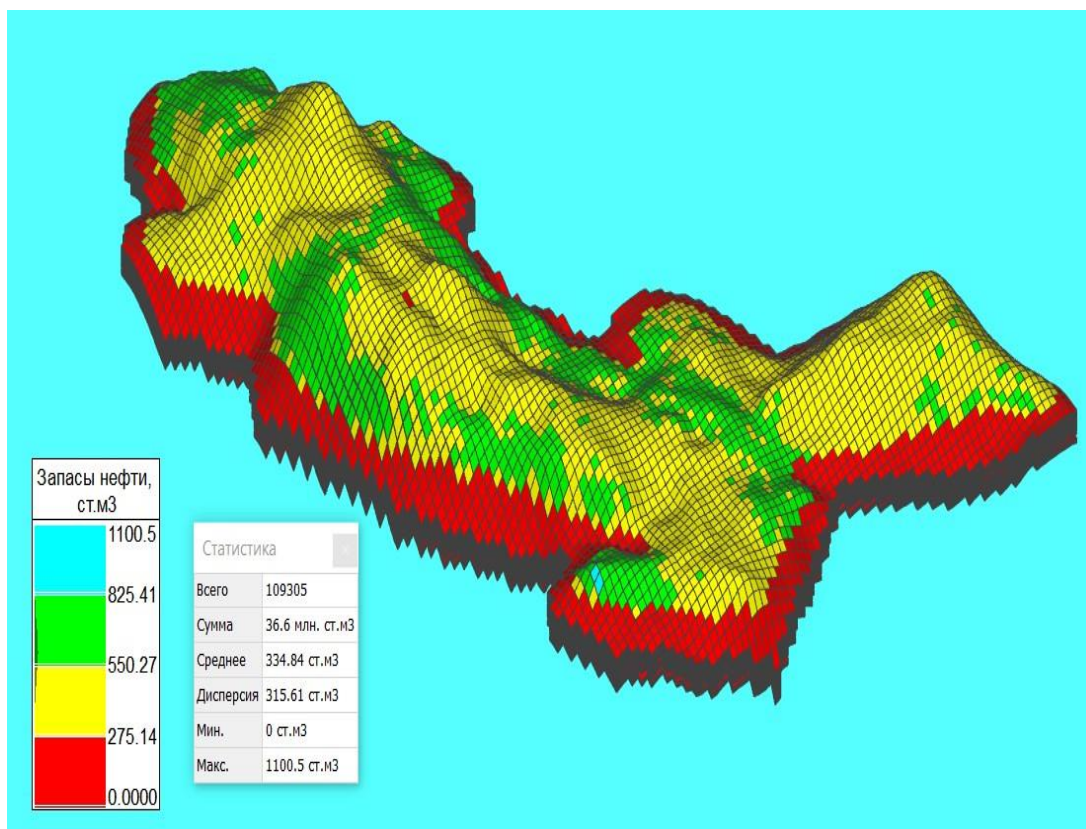 Запасы нефти,
ст.м3
1100.5
825.41
550.27
275.14
0.0000
Статистика
Всего 109305
Сумма 36.6 млн. ст.м3
Среднее 334.84 ст.м3
Дисперсия 315.61 ст.м3
Мин. 0 ст.м3
Макс. 1100.5 ст.м3